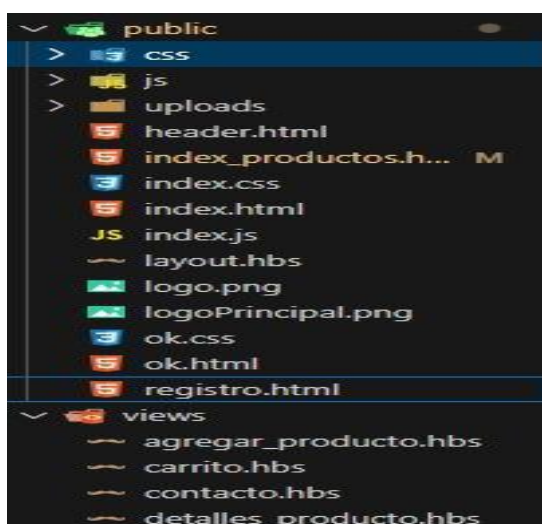 public
css
js
uploads
header.html
index_productos.h... M
index.css
index.html
JS index.js
layout.hbs
logo.png
logoPrincipal.png
ok.css
ok.html
registro.html
views
agregar_producto.hbs
carrito.hbs
contacto.hbs
detalles_producto.hbs